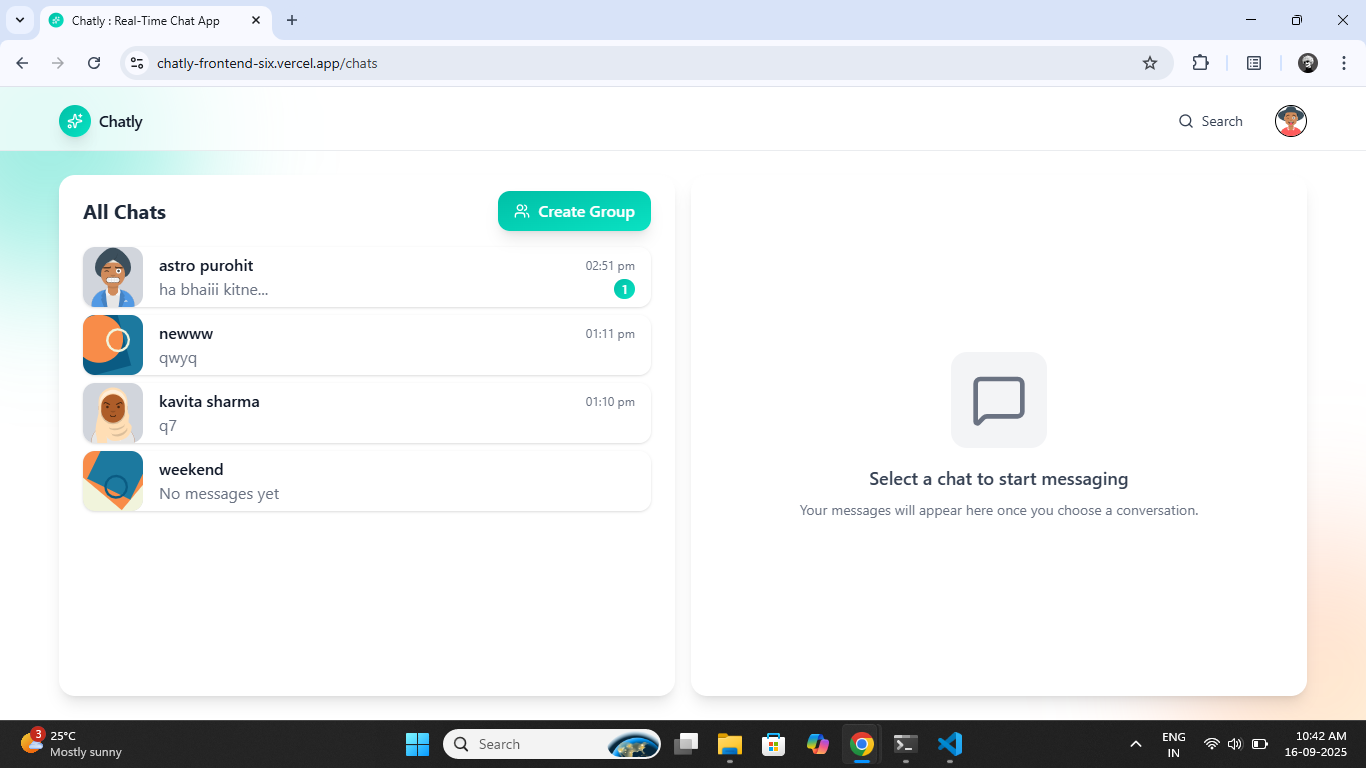 Chatly : Real-Time Chat App
chatly-frontend-six.vercel.app/chats
Chatly
Search
All Chats
Create Group
astro purohit
02:51 pm
ha bhaiii kitne...
1
newww
01:11 pm
qwyq
kavita sharma
01:10 pm
q7
weekend
No messages yet
Select a chat to start messaging
Your messages will appear here once you choose a conversation.
3
25°C
Mostly sunny
Search
ENG
IN
10:42 AM
16-09-2025